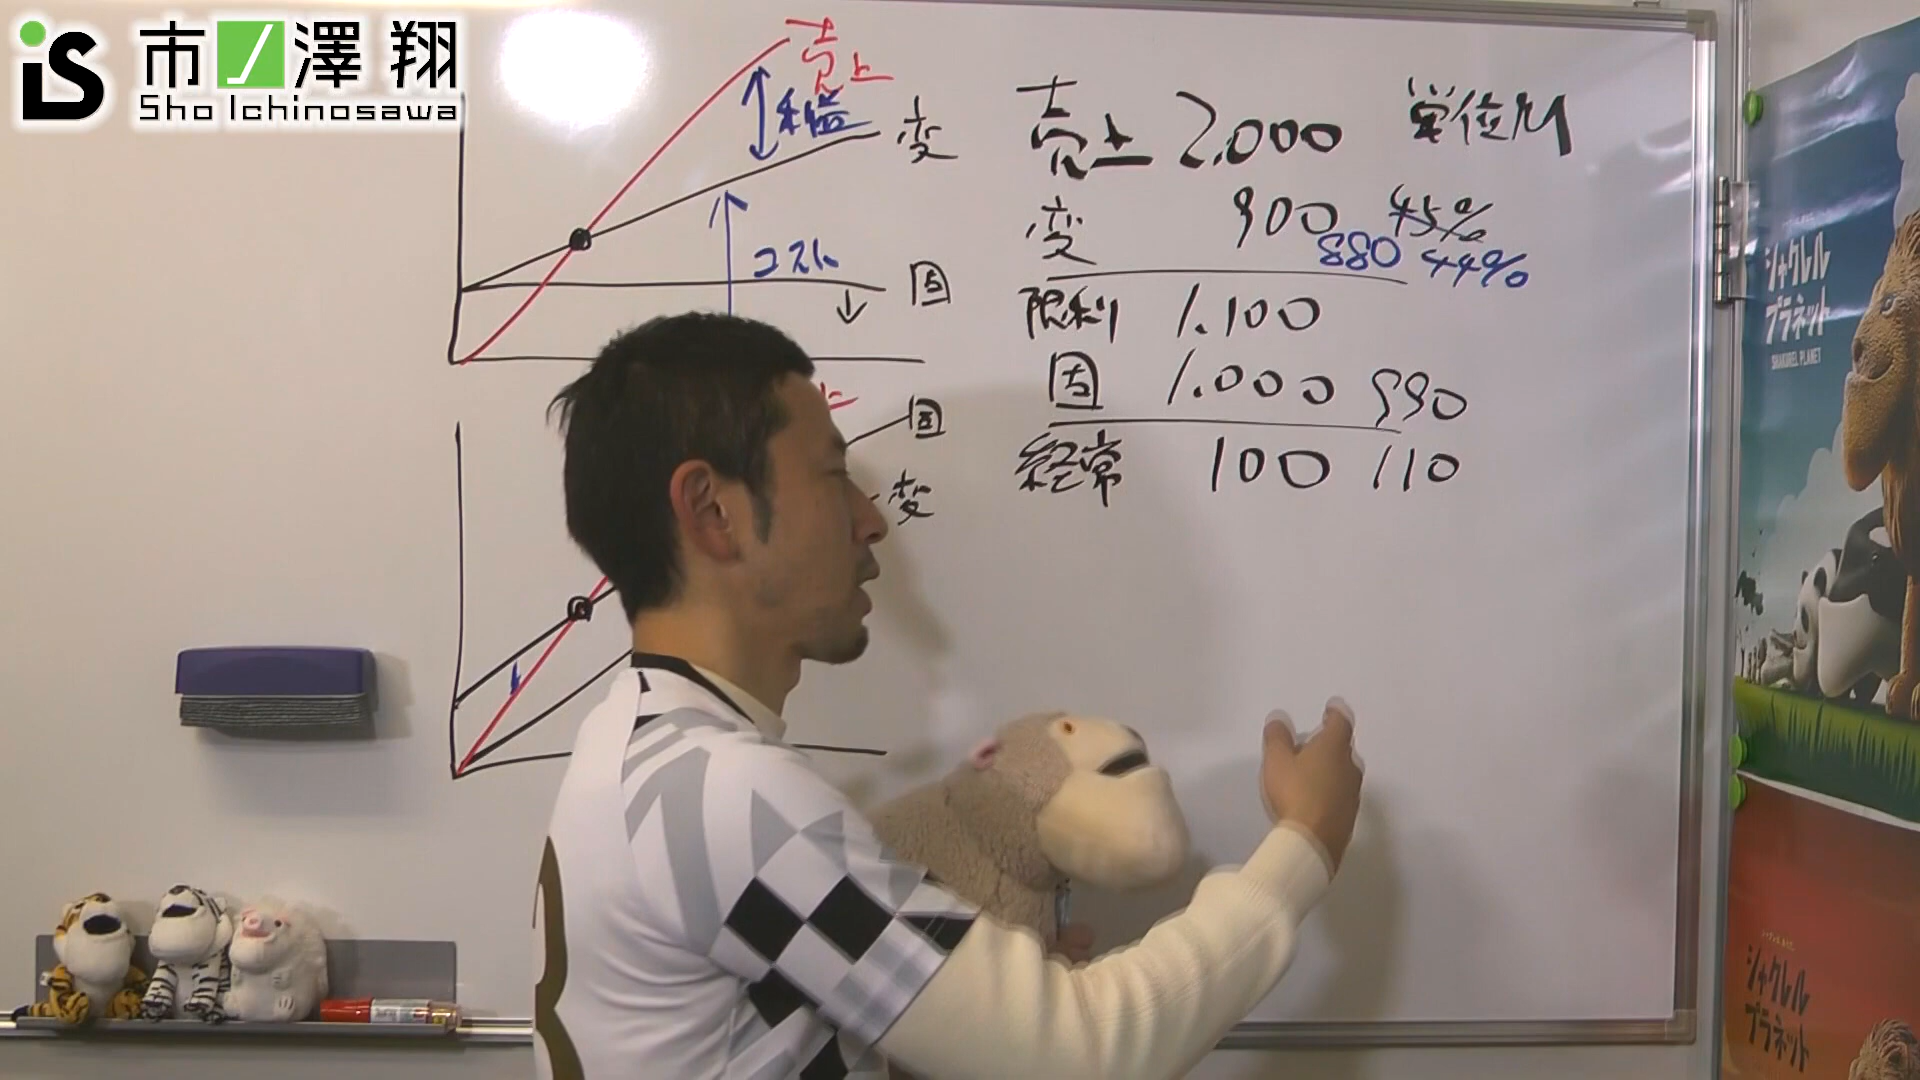 市ノ澤 翔
Sho Ichinosawa
売上
利益
変
コスト
固
固
変
売上 2,000 単位M
変 900 45%
880 44%
限利 1,100
固 1,000 990
経常 100 110
シャクレル
プラネット
SHAKUREL PLANET
シャクレル
プラネット